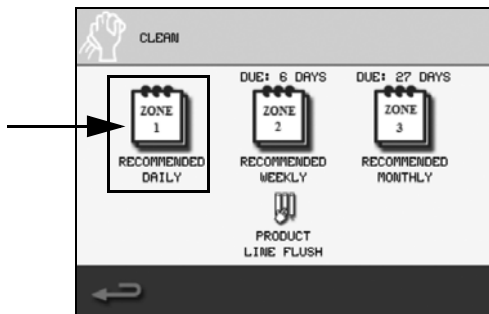 CLEAN
DUE: 6 DAYS
DUE: 27 DAYS
ZONE
1
ZONE
2
ZONE
3
RECOMMENDED
DAILY
RECOMMENDED
WEEKLY
RECOMMENDED
MONTHLY
PRODUCT
LINE FLUSH